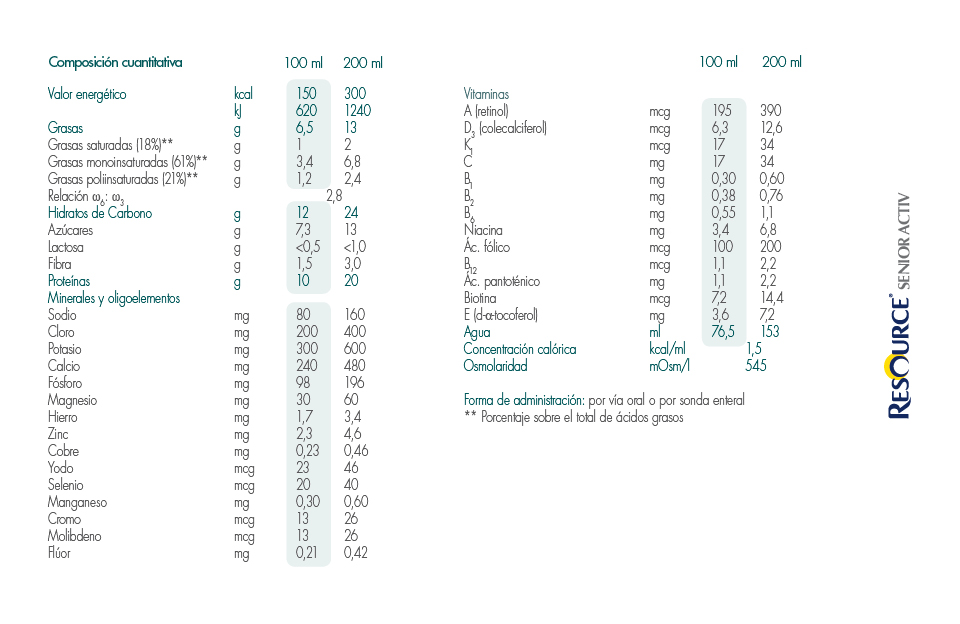 Composición cuantitativa 100 ml 200 ml
Valor energético kcal 150 300
kJ 620 1240
Grasas g 6,5 13
Grasas saturadas (18%)** g 1 2
Grasas monoinsaturadas (61%)** g 3,4 6,8
Grasas poliinsaturadas (21%)** g 1,2 2,4
Relación ω6: ω3 2,8
Hidratos de Carbono g 12 24
Azúcares g 7,3 13
Lactosa g <0,5 <1,0
Fibra g 1,5 3,0
Proteínas g 10 20
Minerales y oligoelementos
Sodio mg 80 160
Cloro mg 200 400
Potasio mg 300 600
Calcio mg 240 480
Fósforo mg 98 196
Magnesio mg 30 60
Hierro mg 1,7 3,4
Zinc mg 2,3 4,6
Cobre mg 0,23 0,46
Yodo mcg 23 46
Selenio mcg 20 40
Manganeso mg 0,30 0,60
Cromo mcg 13 26
Molibdeno mcg 13 26
Flúor mg 0,21 0,42
100 ml 200 ml
Vitaminas
A (retinol) mcg 195 390
D3 (colecalciferol) mcg 6,3 12,6
K1 mcg 17 34
C mg 17 34
B1 mg 0,30 0,60
B2 mg 0,38 0,76
B6 mg 0,55 1,1
Niacina mg 3,4 6,8
Ác. fólico mcg 100 200
B12 mcg 1,1 2,2
Ác. pantoténico mg 1,1 2,2
Biotina mcg 7,2 14,4
E (d-α-tocoferol) mg 3,6 7,2
Agua ml 76,5 153
Concentración calórica kcal/ml 1,5
Osmolaridad mOsm/l 545
Forma de administración: por vía oral o por sonda enteral
** Porcentaje sobre el total de ácidos grasos
RESOURCE® SENIOR ACTIV